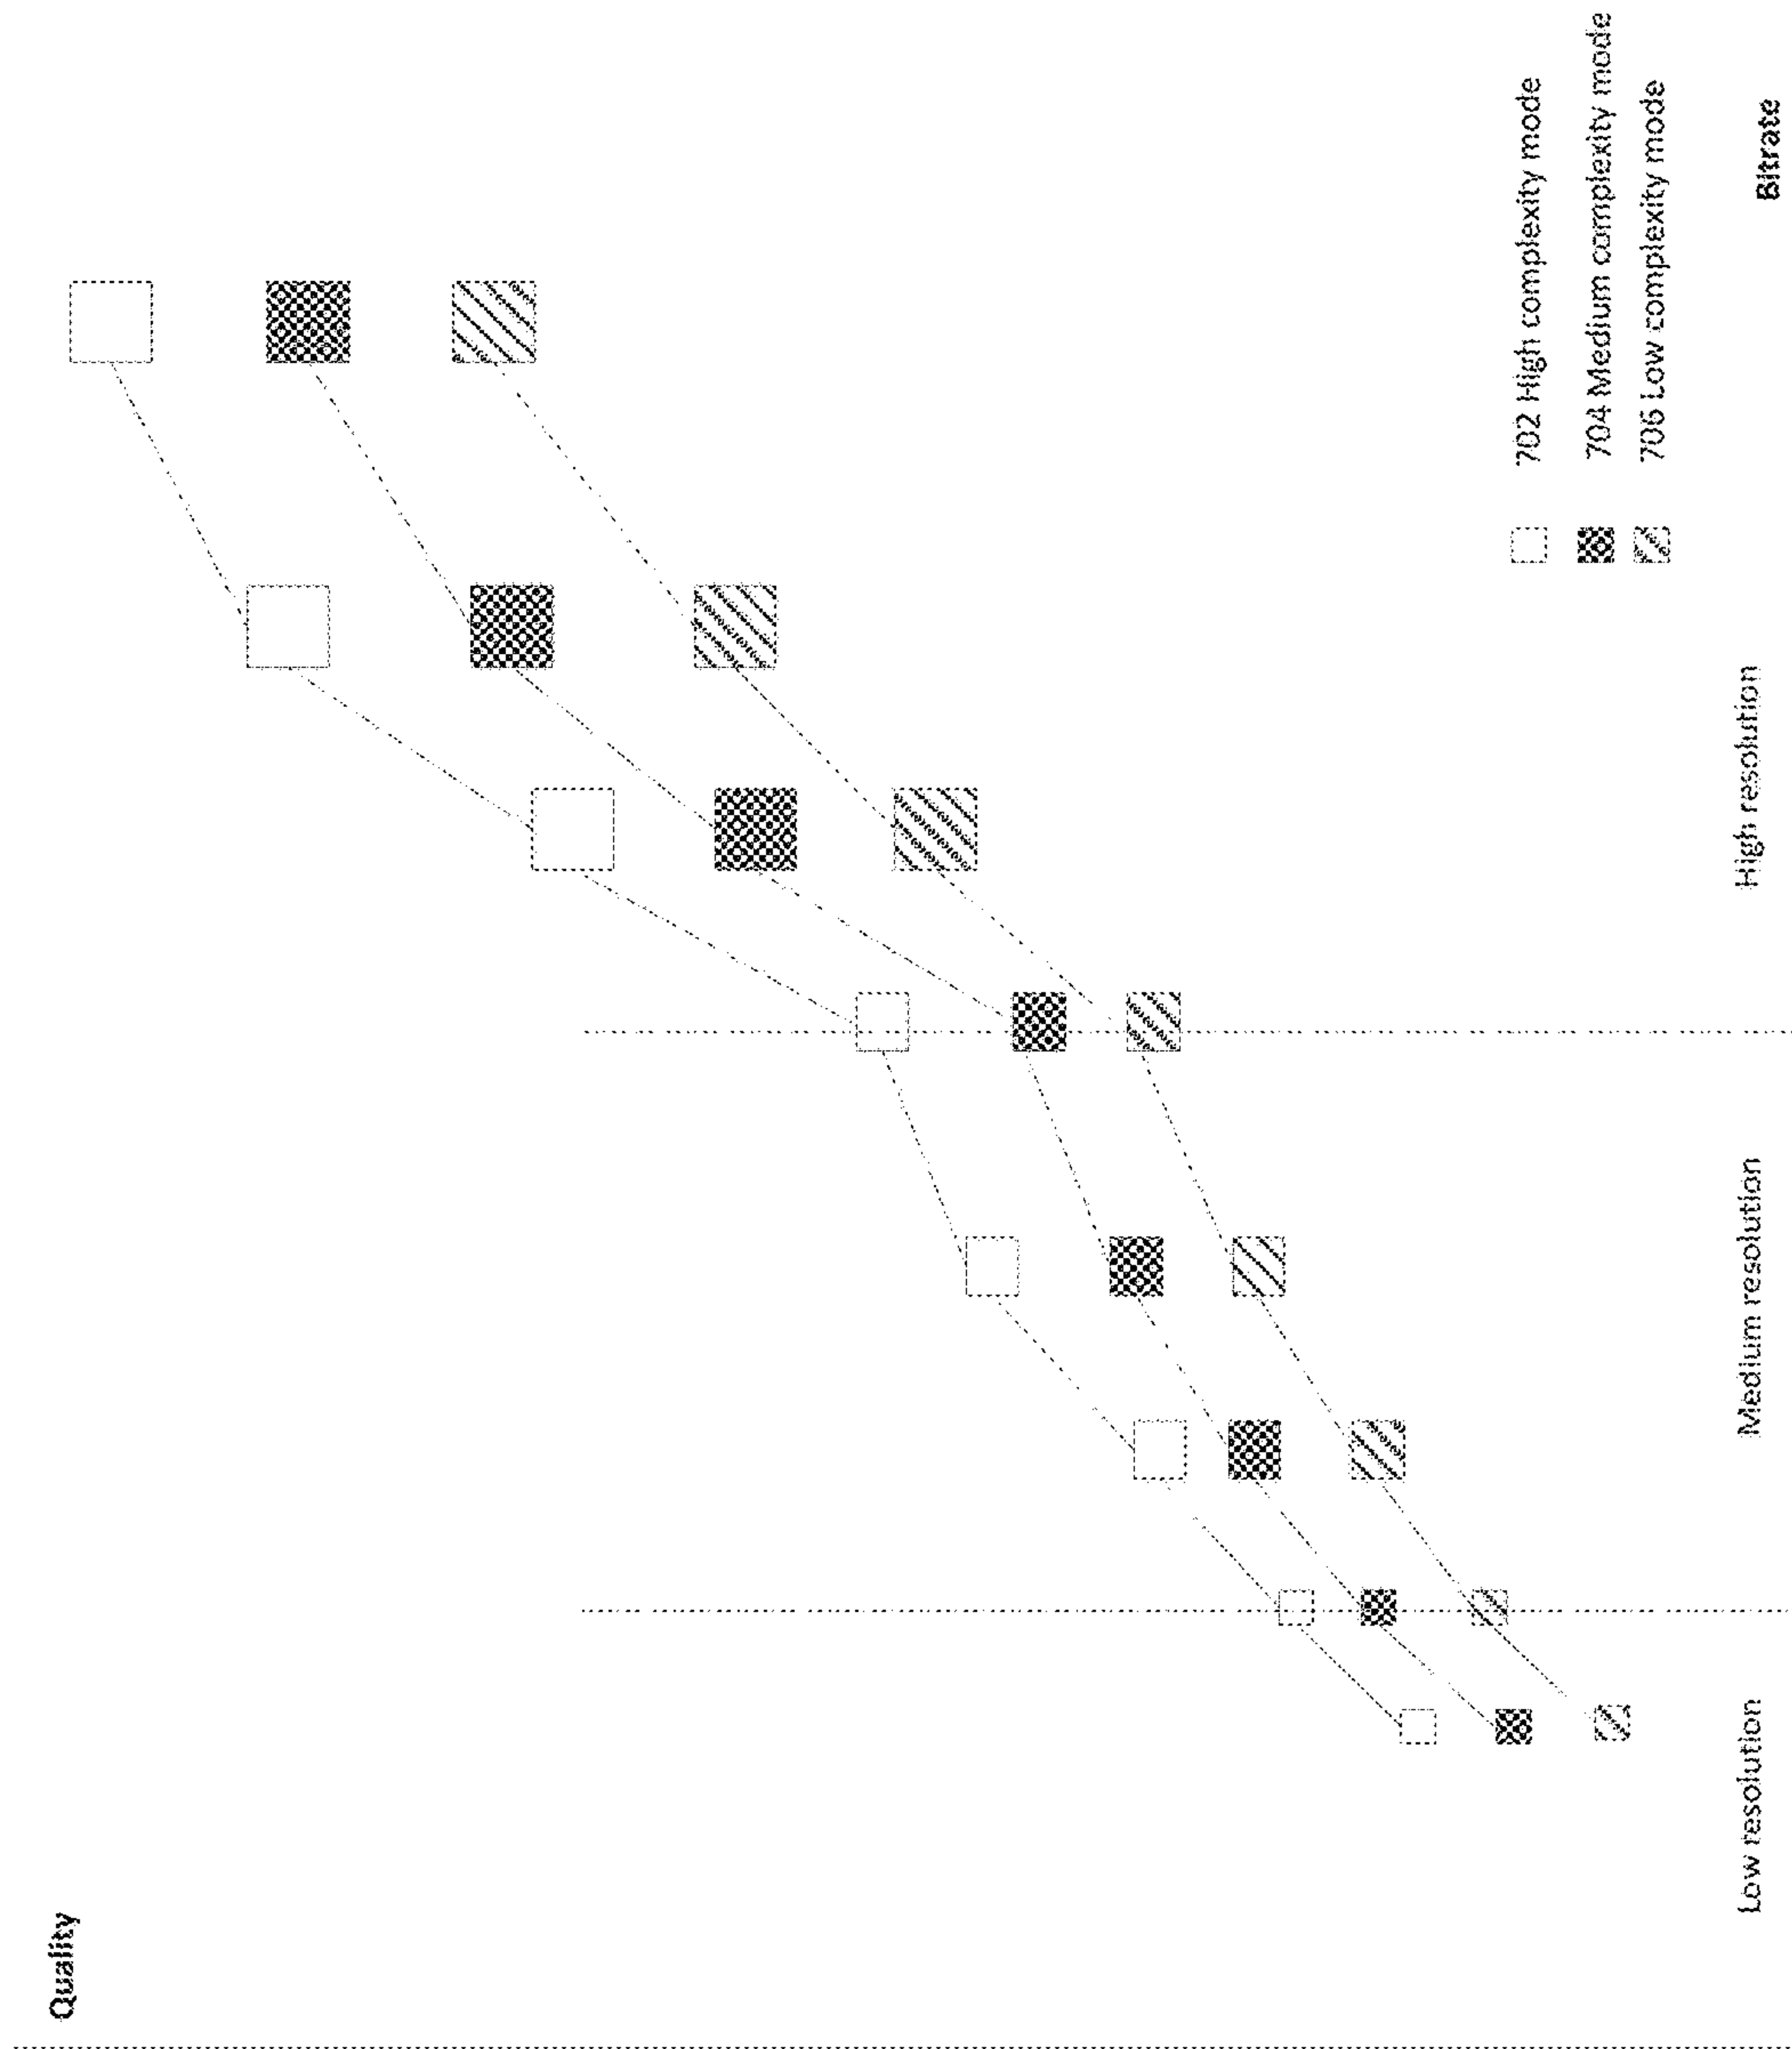 Quality
702 High complexity mode
704 Medium complexity mode
706 Low complexity mode
Low resolution
Medium resolution
High resolution
Bitrate